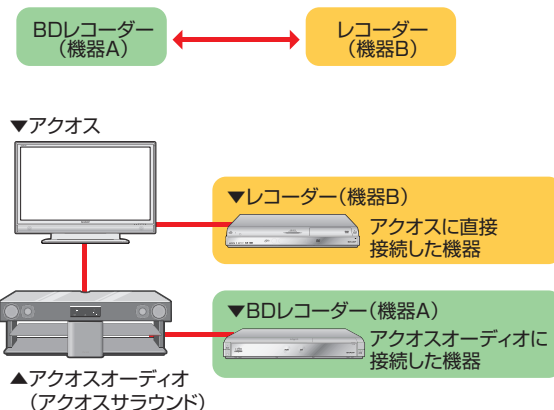 BDレコーダー
(機器A)
レコーダー
(機器B)
▼アクオス
▼レコーダー(機器B)
アクオスに直接
接続した機器
▼BDレコーダー(機器A)
アクオスオーディオに
接続した機器
▲アクオスオーディオ
(アクオスサラウンド)